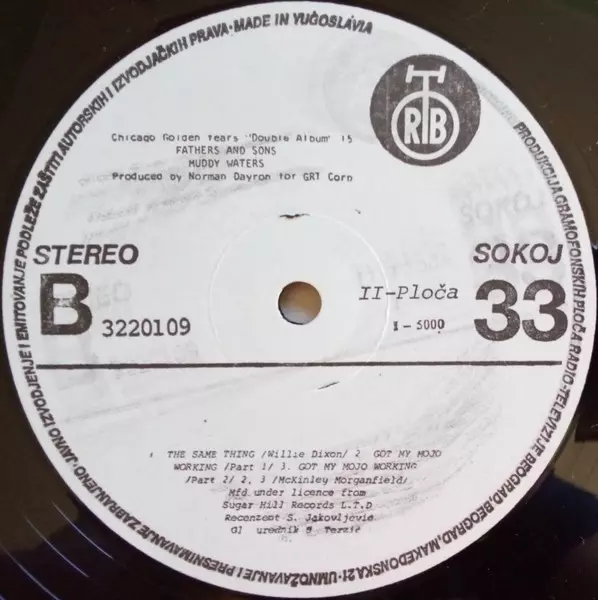 PRODUKCIJA GRAMOFONSKIH PLOČA RADIO-TELEVIZIJE BEOGRAD, BEOGRAD, MAKEDONSKA 21 · UMNOŽAVANJE I PRESNIMAVANJE ZABRANJENO · JAVNO IZVODJENJE I EMITOVANJE PODLEŽE ZAŠTITI AUTORSKIH I IZVODJAČKIH PRAVA · MADE IN YUGOSLAVIA
RTB
Chicago Golden Years "Double Album" 15
FATHERS AND SONS
MUDDY WATERS
Produced by Norman Dayron for GRT Corp
STEREO
SOKOJ
B 3220109
II-Ploča
33
I - 5000
THE SAME THING /Willie Dixon/ 2 GOT MY MOJO
WORKING /Part 1/ 3. GOT MY MOJO WORKING
/Part 2/ 2, 3 /McKinley Morganfield/
Mfd under licence from
Sugar Hill Records L.T.D
Recenzent S. Jakovljević
Gl urednik S Terzić